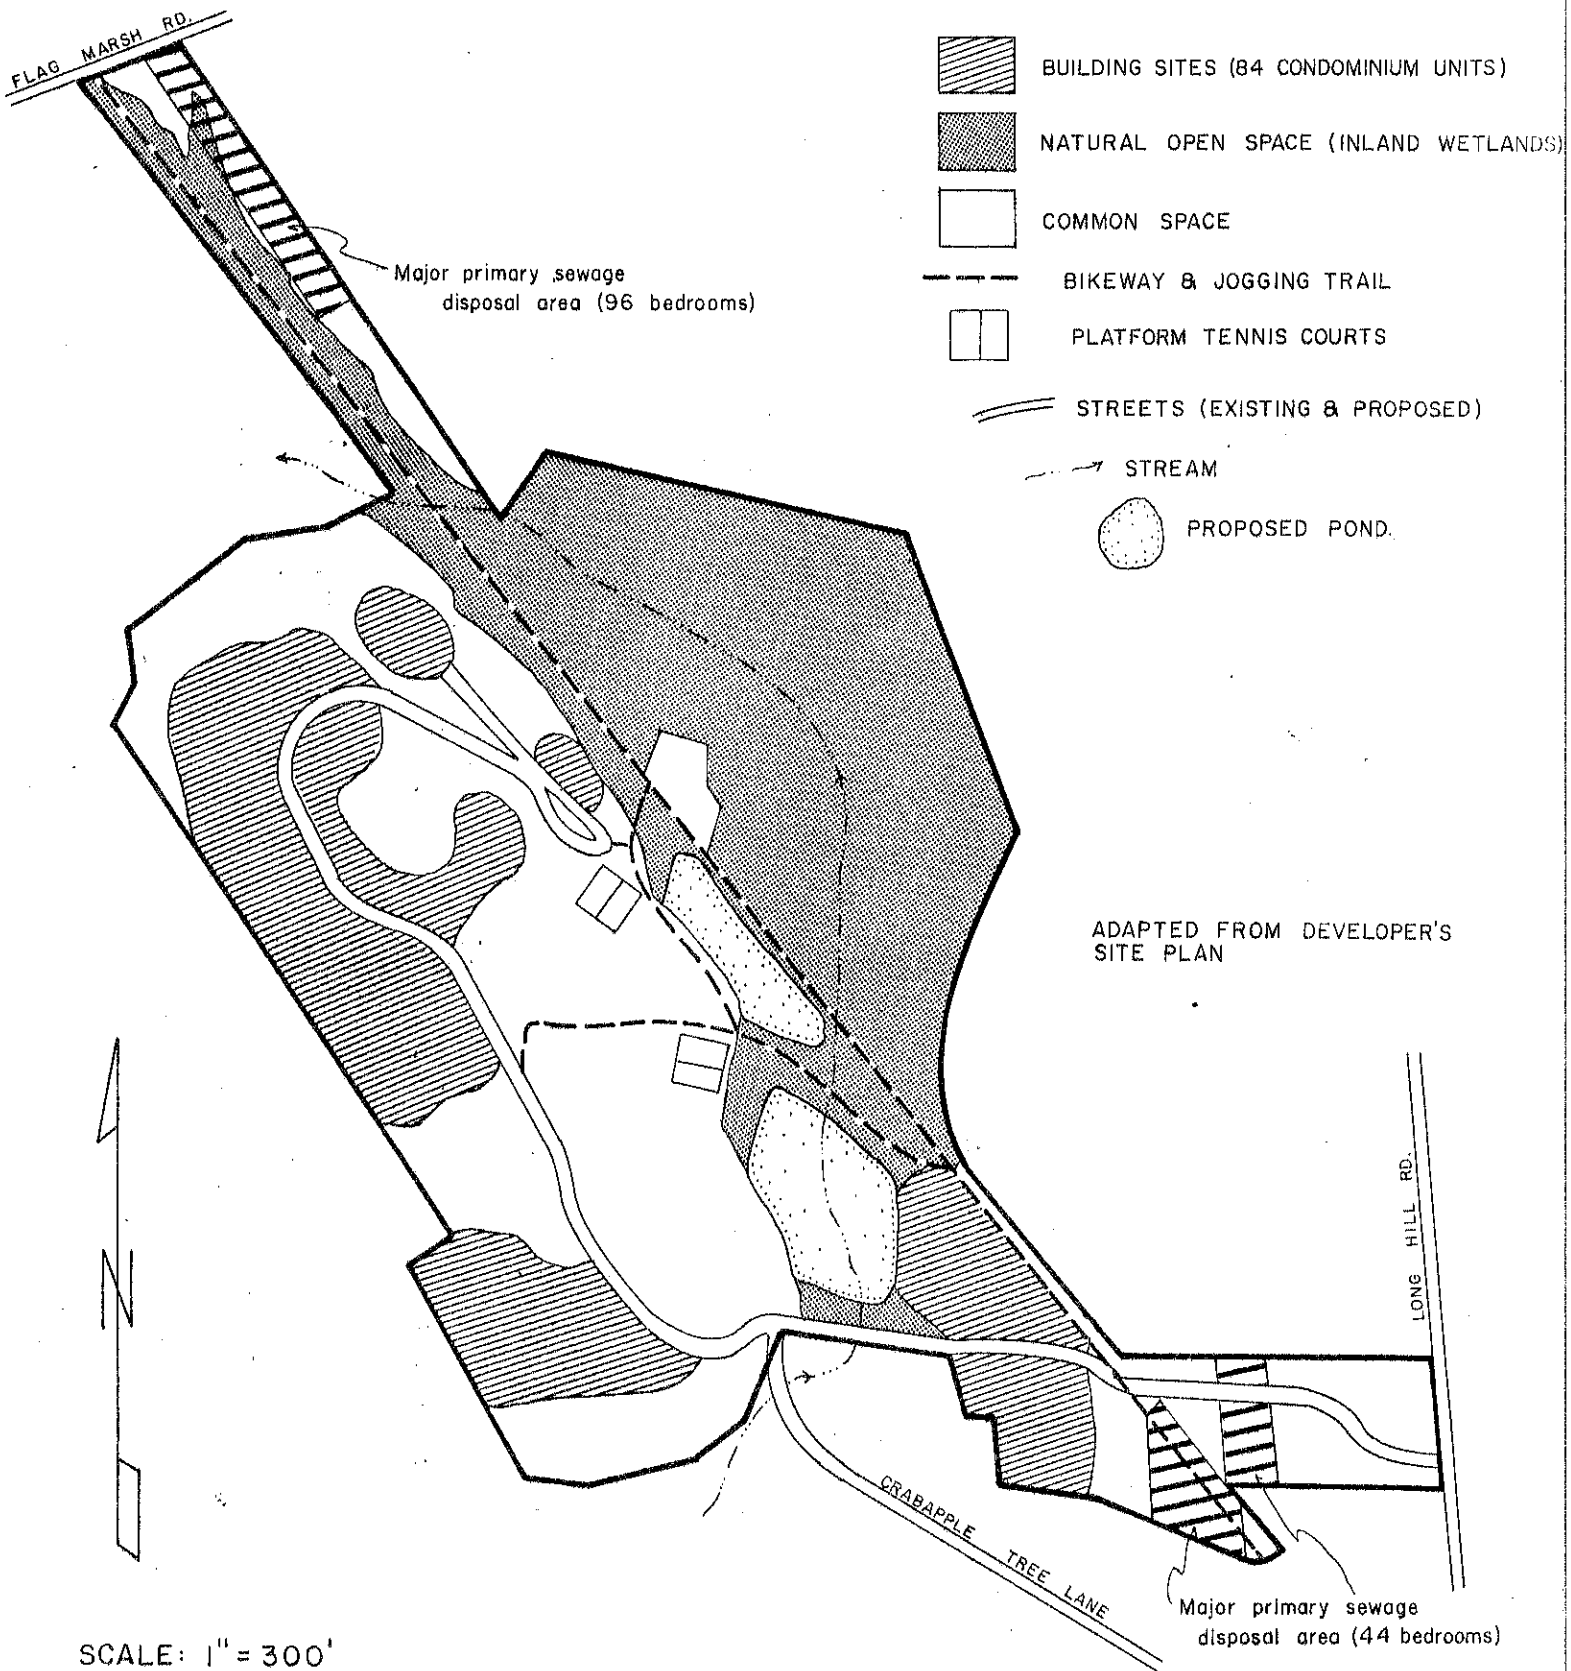 FLAG MARSH RD.
BUILDING SITES (84 CONDOMINIUM UNITS)
NATURAL OPEN SPACE (INLAND WETLANDS)
COMMON SPACE
BIKEWAY & JOGGING TRAIL
PLATFORM TENNIS COURTS
STREETS (EXISTING & PROPOSED)
STREAM
PROPOSED POND.
Major primary sewage
disposal area (96 bedrooms)
ADAPTED FROM DEVELOPER'S
SITE PLAN
LONG HILL RD.
N
CRABAPPLE TREE LANE
Major primary sewage
disposal area (44 bedrooms)
SCALE: 1" = 300'